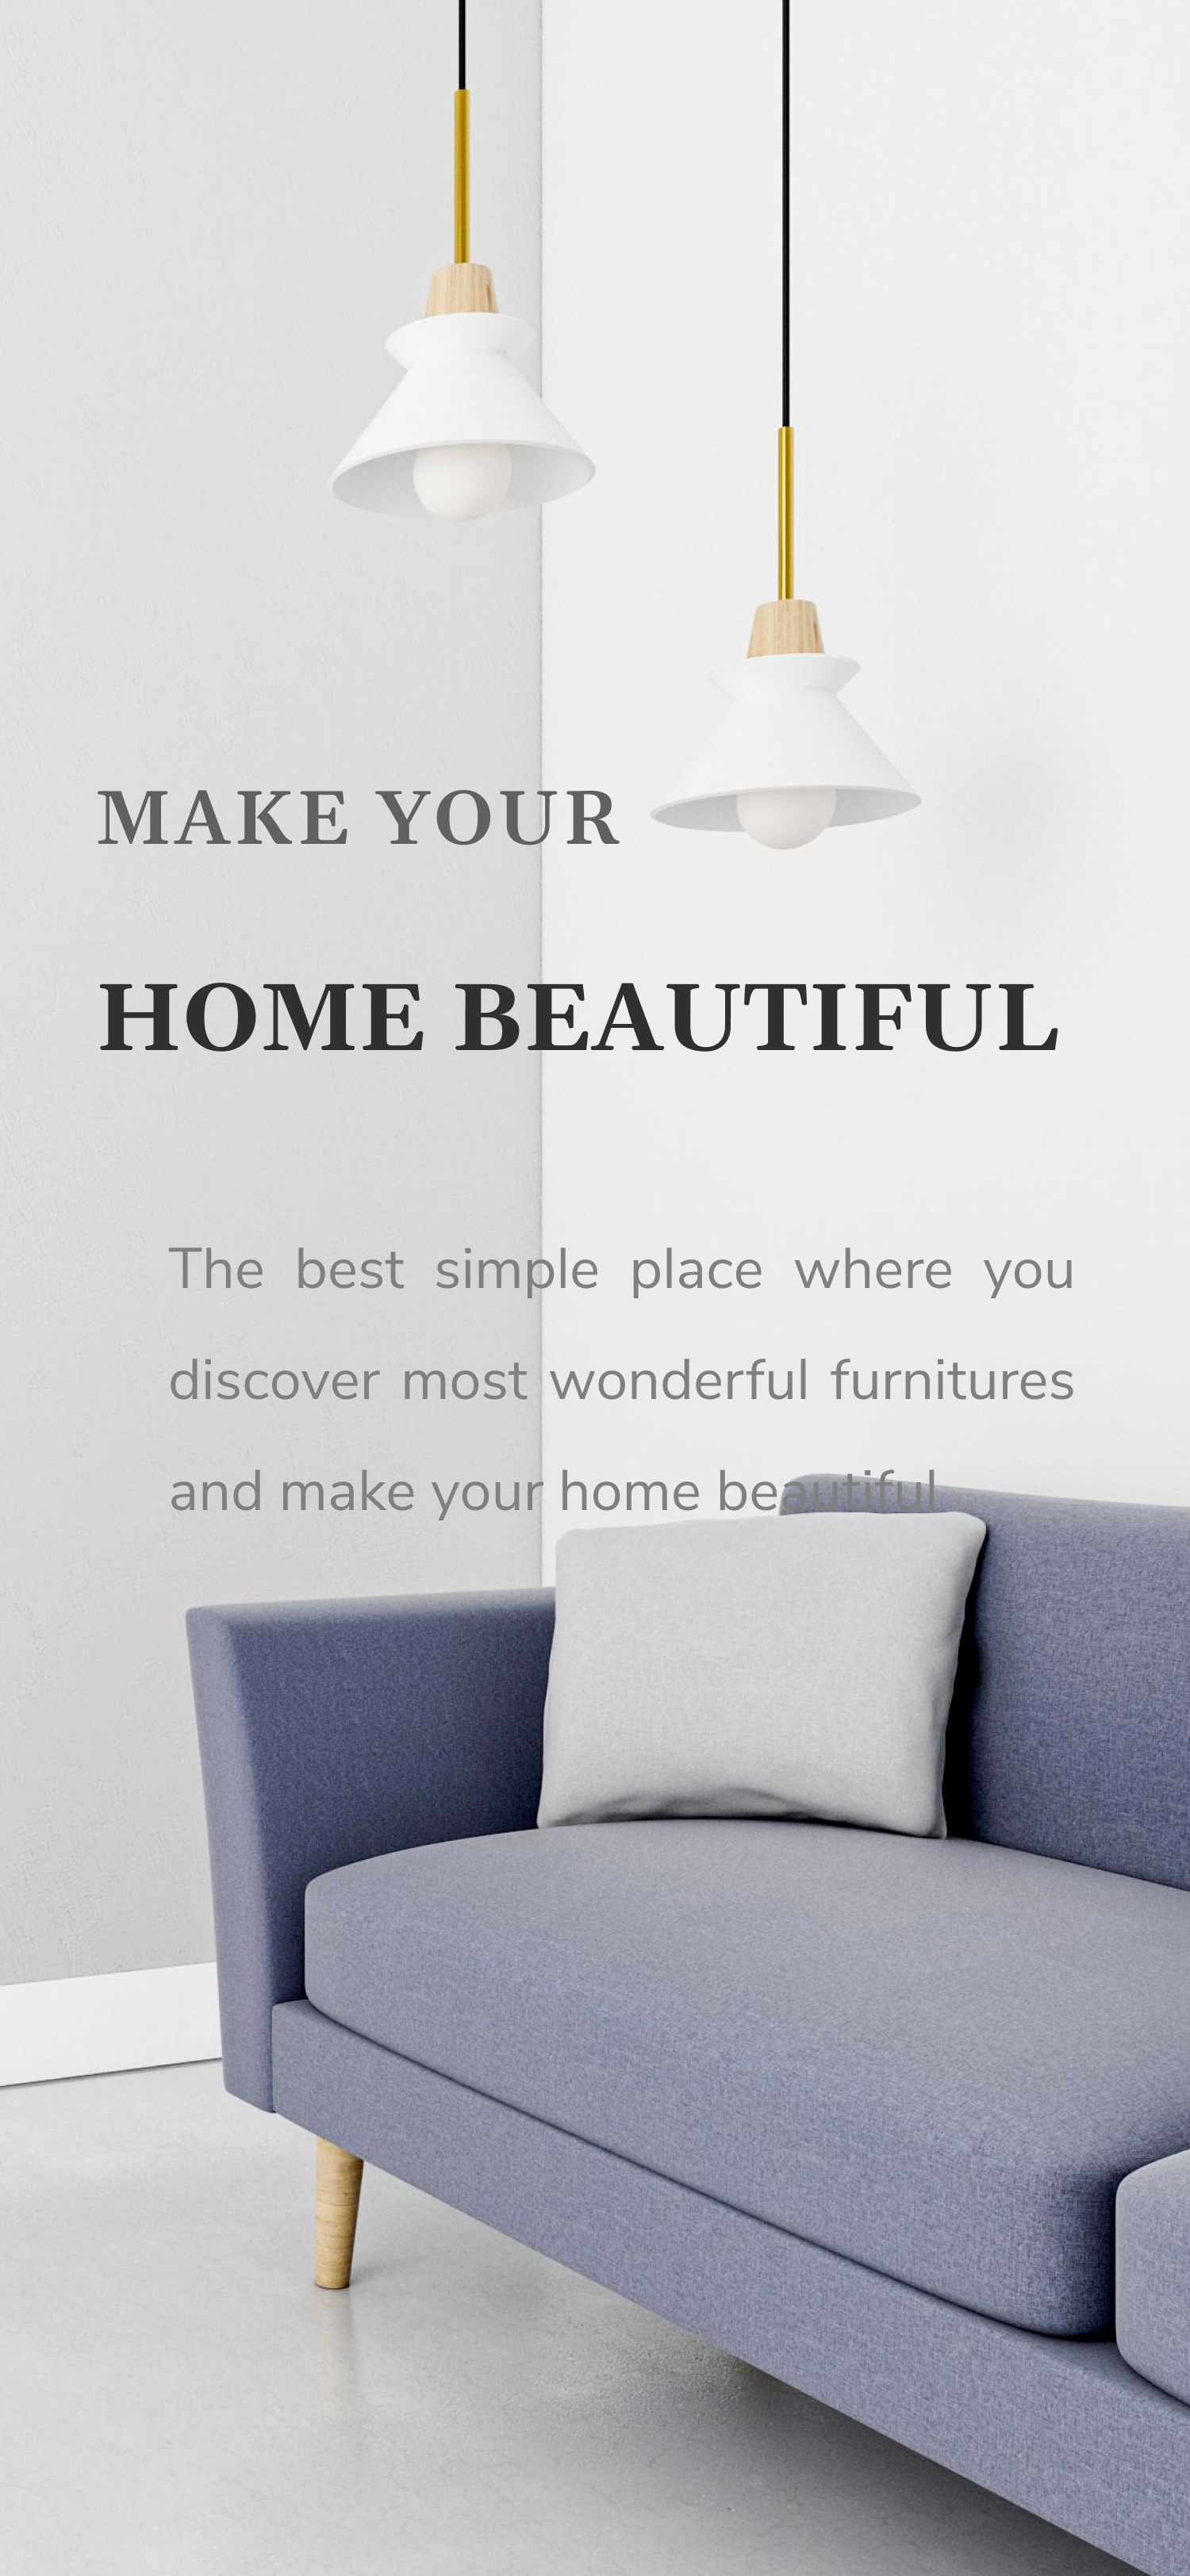 MAKE YOUR
HOME BEAUTIFUL
The best simple place where you
discover most wonderful furnitures
and make your home beautiful